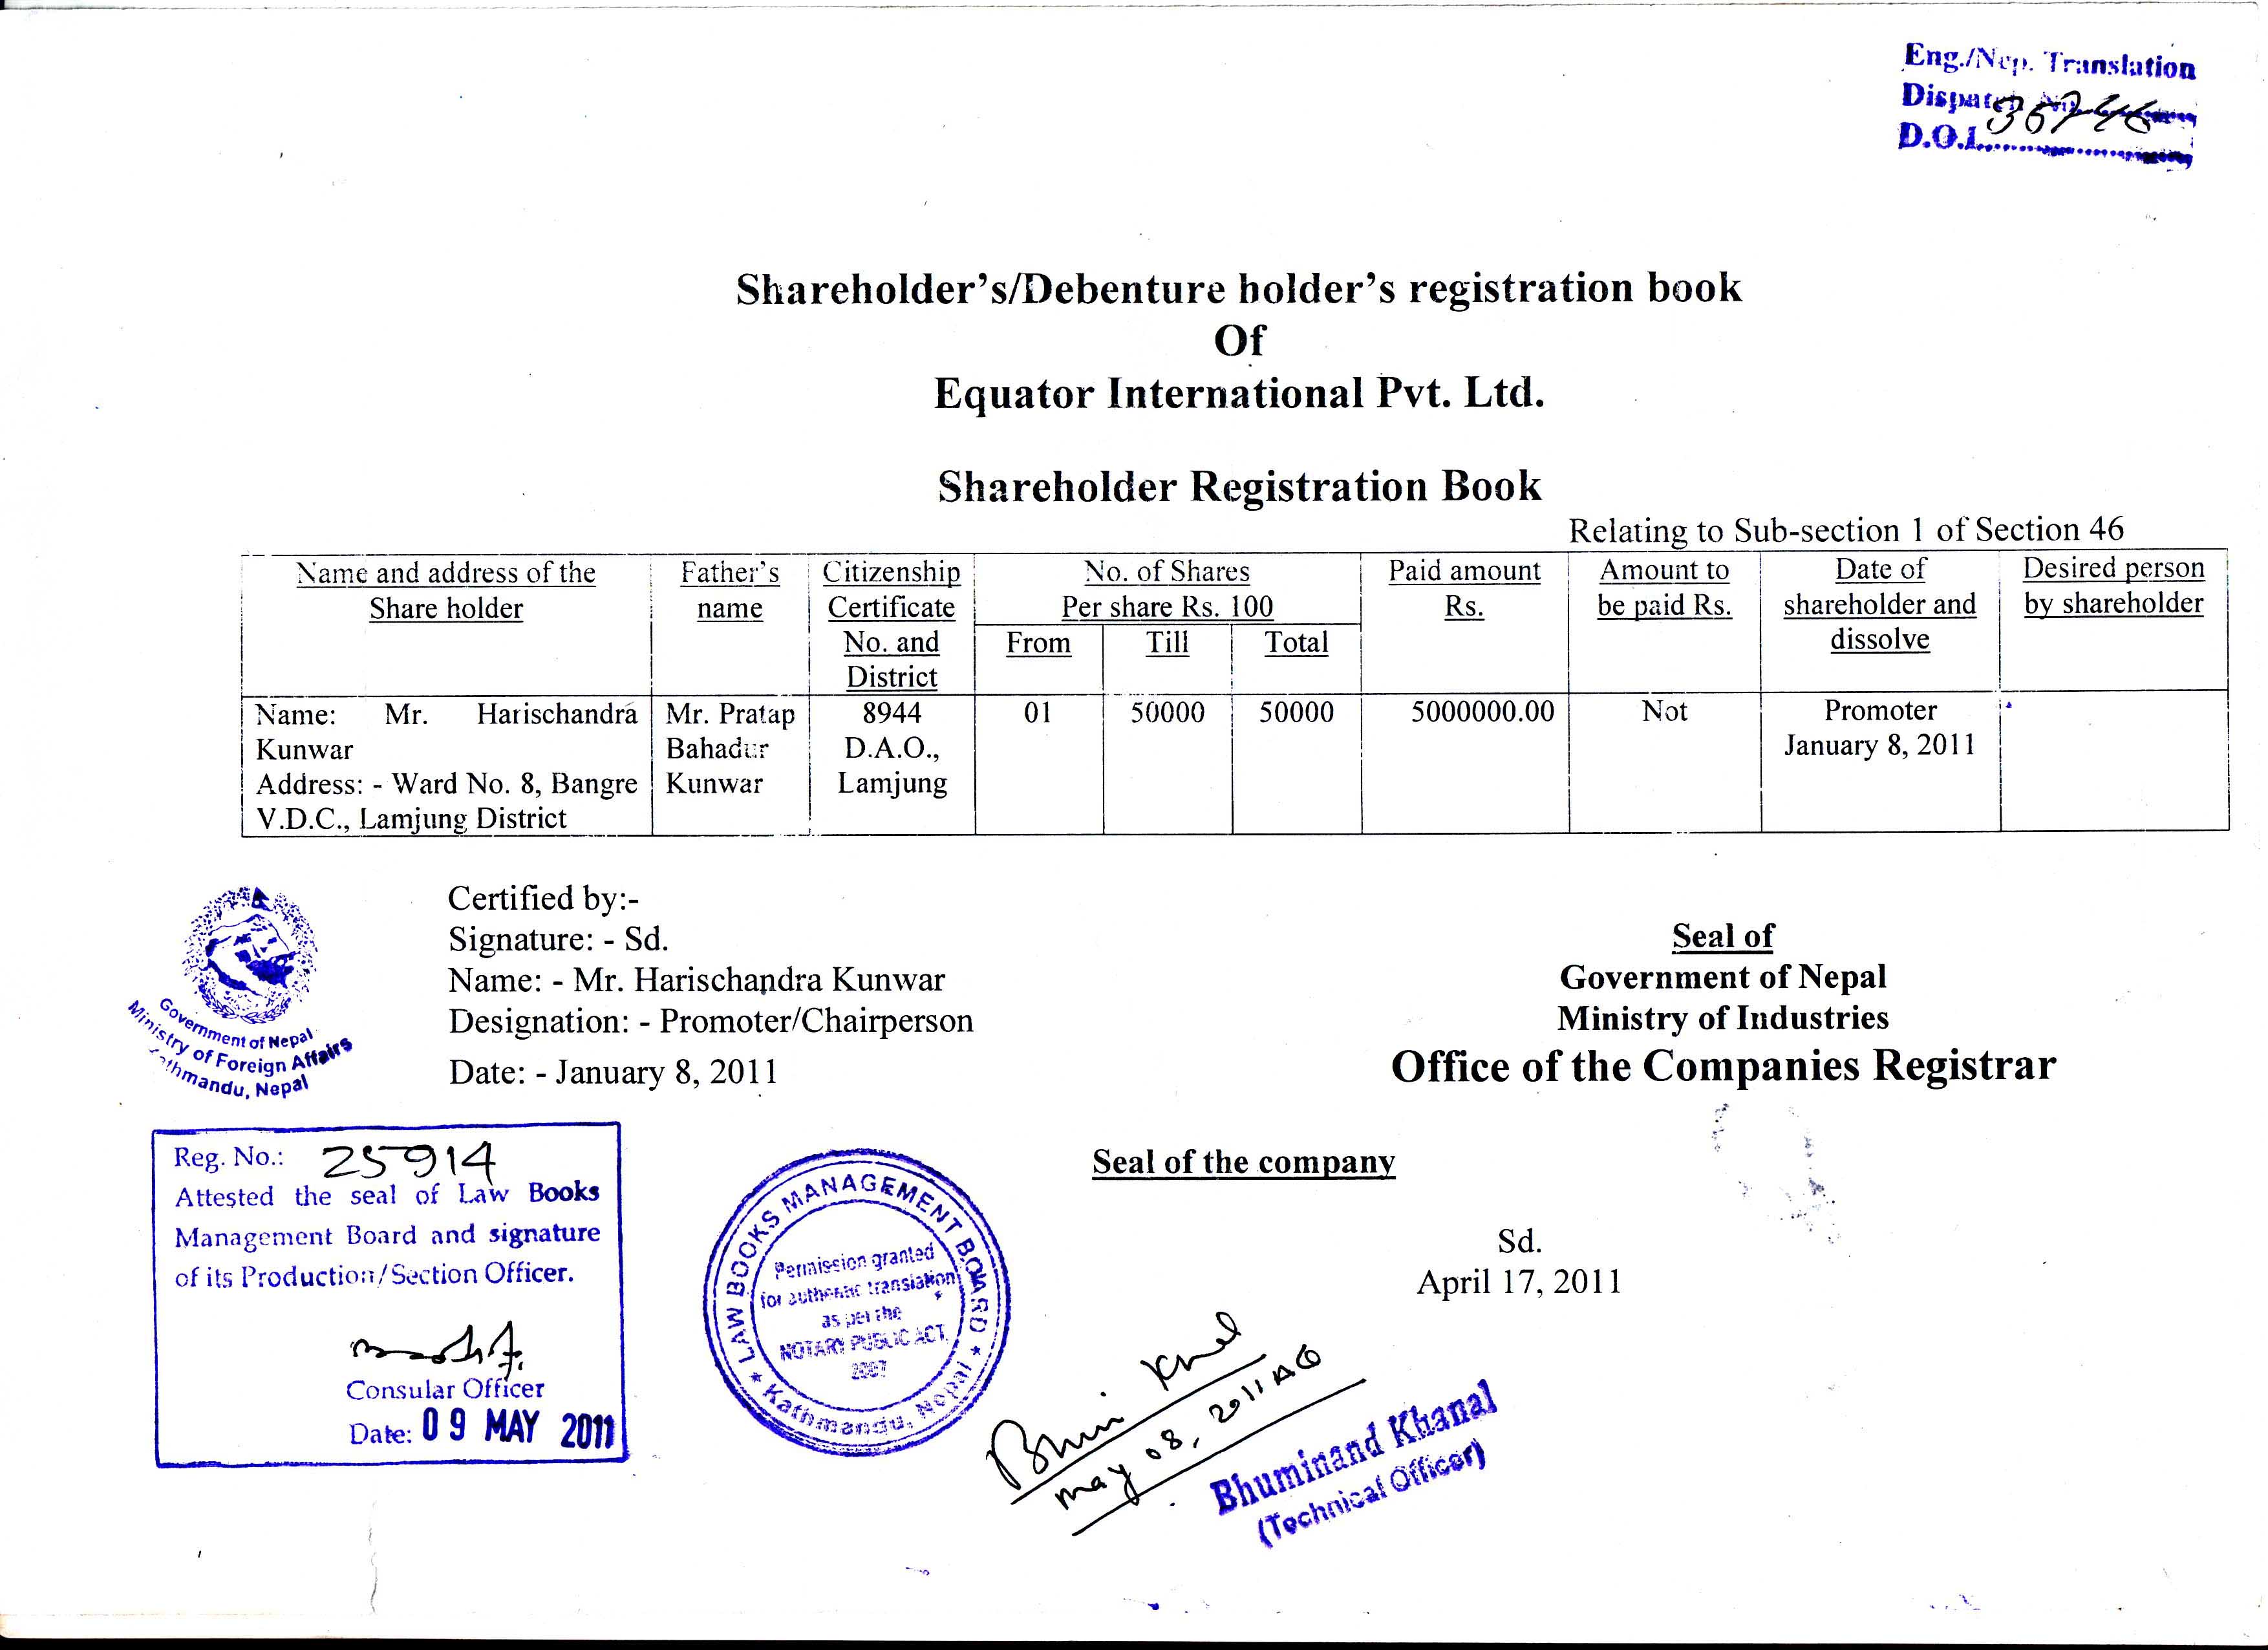 Eng./Nep. Translation
Dispatch No.
D.O.I.
Shareholder's/Debenture holder's registration book
Of
Equator International Pvt. Ltd.
Shareholder Registration Book
Relating to Sub-section 1 of Section 46
Name and address of the Share holder
Father's name
Citizenship Certificate No. and District
No. of Shares Per share Rs. 100
From
Till
Total
Paid amount Rs.
Amount to be paid Rs.
Date of shareholder and dissolve
Desired person by shareholder
Name: Mr. Harischandra
Kunwar
Address: - Ward No. 8, Bangre
V.D.C., Lamjung District
Mr. Pratap
Bahadur
Kunwar
8944
D.A.O.,
Lamjung
01
50000
50000
5000000.00
Not
Promoter
January 8, 2011
Certified by:-
Signature: - Sd.
Name: - Mr. Harischandra Kunwar
Designation: - Promoter/Chairperson
Date: - January 8, 2011
Seal of
Government of Nepal
Ministry of Industries
Office of the Companies Registrar
Government of Nepal
Ministry of Foreign Affairs
Kathmandu, Nepal
Reg. No.: 25914
Attested the seal of Law Books
Management Board and signature
of its Production/Section Officer.
Consular Officer
Date: 09 MAY 2011
LAW BOOKS MANAGEMENT BOARD
Permission granted
for authentic translation
as per the
NOTARY PUBLIC ACT,
2007
Kathmandu, Nepal
Seal of the company
Sd.
April 17, 2011
May 08, 2011 AD
Bhuminand Khanal
(Technical Officer)